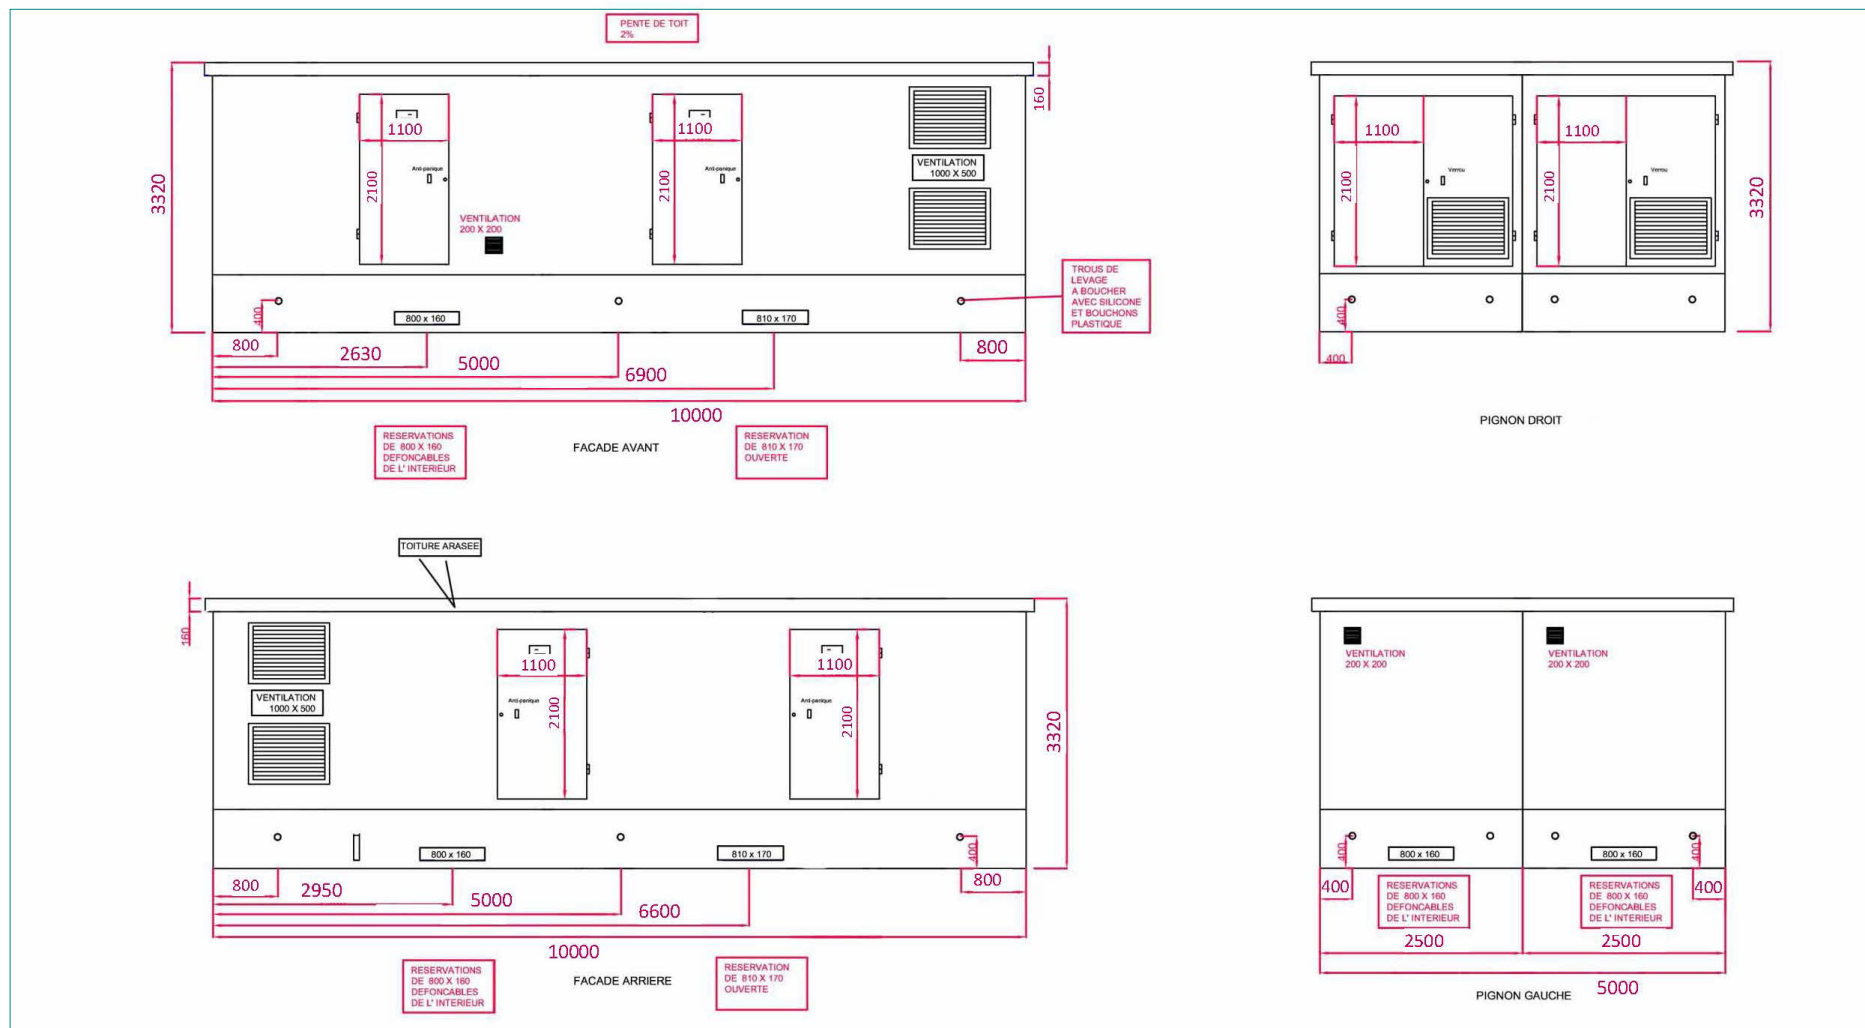 PENTE DE TOIT
2%
3320
160
1100
2100
Anti-panique
VENTILATION
200 X 200
1100
2100
Anti-panique
VENTILATION
1000 X 500
TROUS DE
LEVAGE
A BOUCHER
AVEC SILICONE
ET BOUCHONS
PLASTIQUE
400
800 x 160
810 x 170
800
2630
5000
6900
800
10000
RESERVATIONS
DE 800 X 160
DEFONCABLES
DE L' INTERIEUR
FACADE AVANT
RESERVATION
DE 810 X 170
OUVERTE
1100
2100
Verrou
1100
2100
Verrou
3320
400
400
PIGNON DROIT
TOITURE ARASEE
160
VENTILATION
1000 X 500
1100
2100
Anti-panique
1100
2100
Anti-panique
3320
800 x 160
810 x 170
400
800
2950
5000
6600
800
10000
RESERVATIONS
DE 800 X 160
DEFONCABLES
DE L' INTERIEUR
FACADE ARRIERE
RESERVATION
DE 810 X 170
OUVERTE
VENTILATION
200 X 200
VENTILATION
200 X 200
400
800 x 160
800 x 160
400
400
RESERVATIONS
DE 800 X 160
DEFONCABLES
DE L' INTERIEUR
RESERVATIONS
DE 800 X 160
DEFONCABLES
DE L' INTERIEUR
400
2500
2500
5000
PIGNON GAUCHE